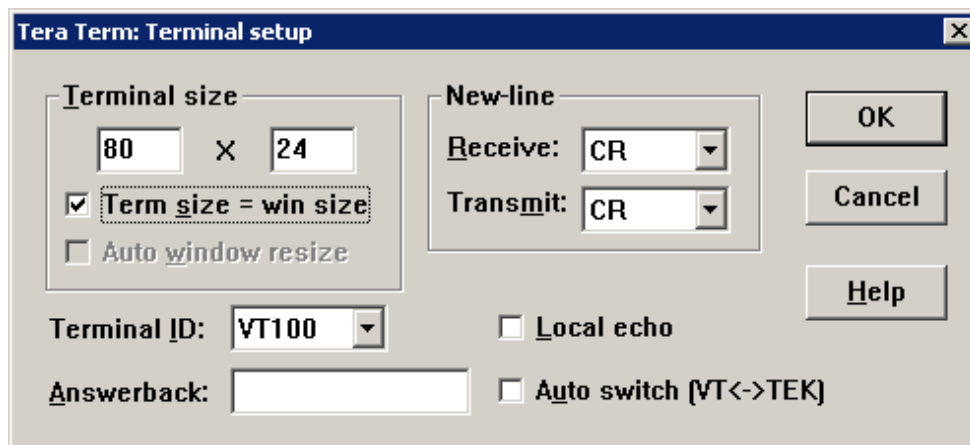 Tera Term: Terminal setup
Terminal size
80 X 24
Term size = win size
Auto window resize
New-line
Receive: CR
Transmit: CR
OK
Cancel
Help
Terminal ID: VT100
Local echo
Answerback:
Auto switch (VT<->TEK)